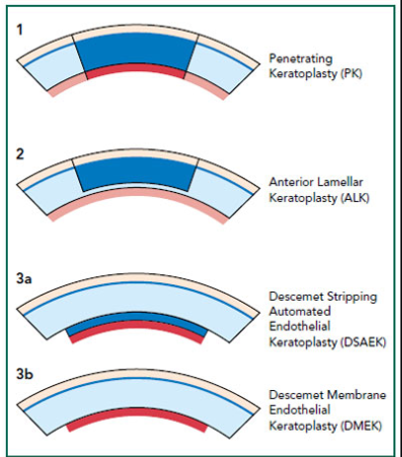 1
Penetrating
Keratoplasty (PK)
2
Anterior Lamellar
Keratoplasty (ALK)
3a
Descemet Stripping
Automated
Endothelial
Keratoplasty (DSAEK)
3b
Descemet Membrane
Endothelial
Keratoplasty (DMEK)